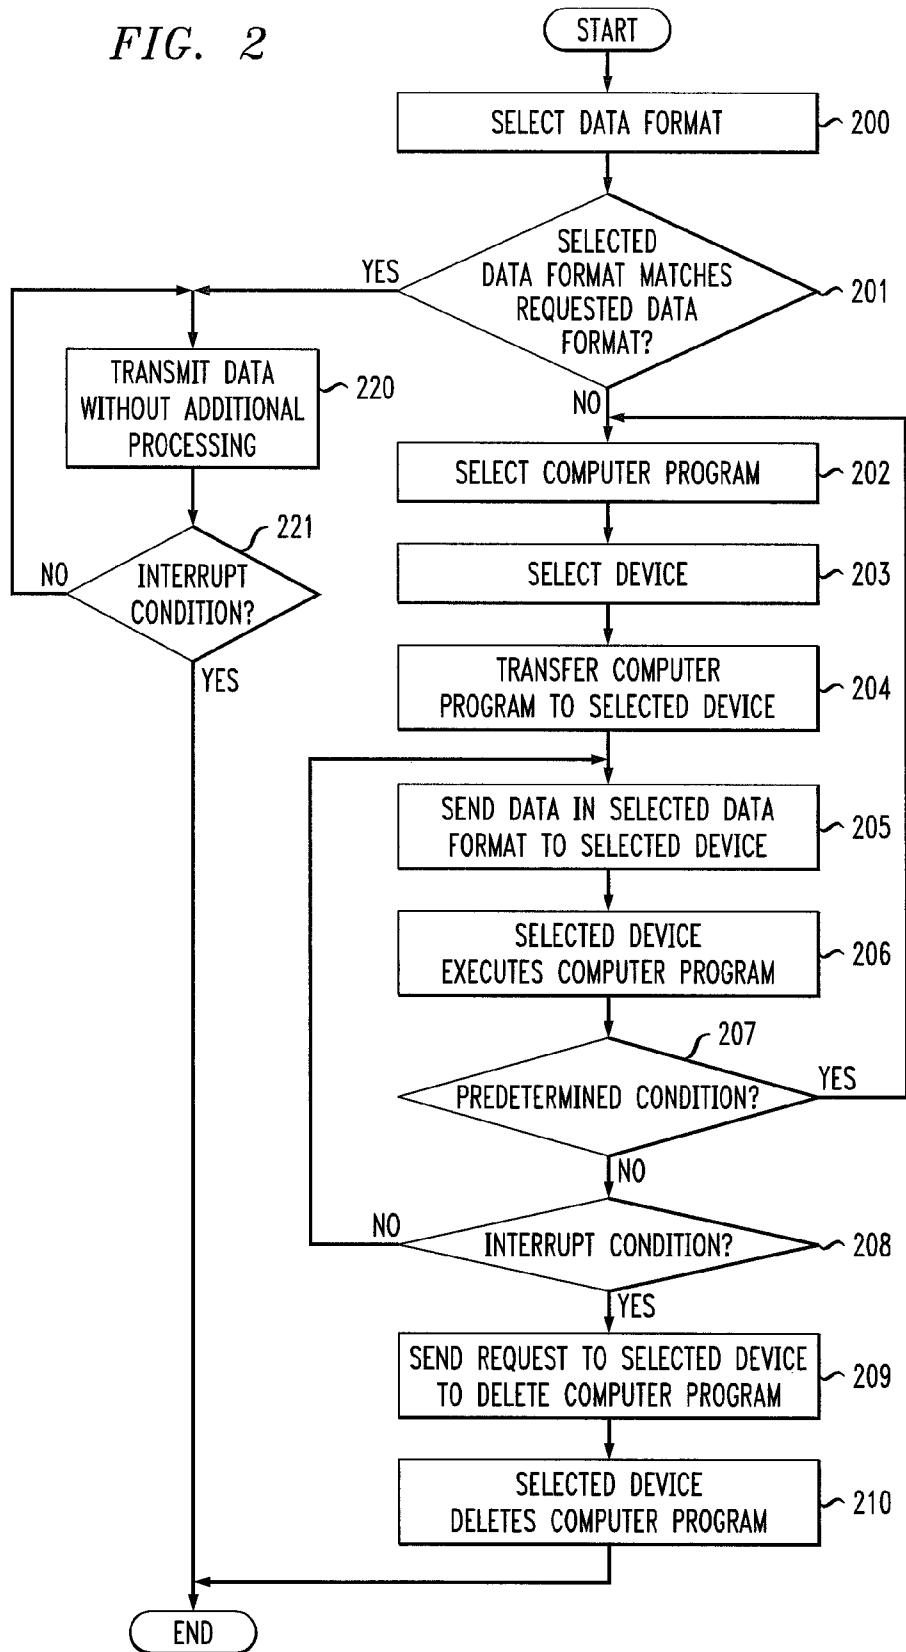 FIG. 2
START
SELECT DATA FORMAT
200
SELECTED
DATA FORMAT MATCHES
REQUESTED DATA
FORMAT?
201
YES
NO
TRANSMIT DATA
WITHOUT ADDITIONAL
PROCESSING
220
INTERRUPT
CONDITION?
221
NO
YES
SELECT COMPUTER PROGRAM
202
SELECT DEVICE
203
TRANSFER COMPUTER
PROGRAM TO SELECTED DEVICE
204
SEND DATA IN SELECTED DATA
FORMAT TO SELECTED DEVICE
205
SELECTED DEVICE
EXECUTES COMPUTER PROGRAM
206
PREDETERMINED CONDITION?
207
YES
NO
INTERRUPT CONDITION?
208
NO
YES
SEND REQUEST TO SELECTED DEVICE
TO DELETE COMPUTER PROGRAM
209
SELECTED DEVICE
DELETES COMPUTER PROGRAM
210
END